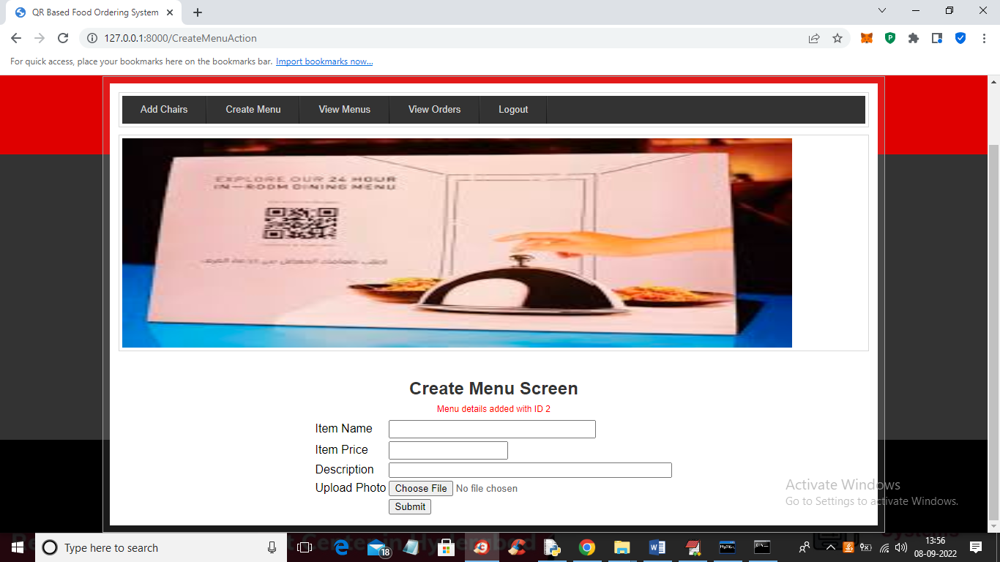 QR Based Food Ordering System
127.0.0.1:8000/CreateMenuAction
For quick access, place your bookmarks here on the bookmarks bar. Import bookmarks now...
Add Chairs
Create Menu
View Menus
View Orders
Logout
EXPLORE OUR 24 HOUR
IN-ROOM DINING MENU
Create Menu Screen
Menu details added with ID 2
Item Name
Item Price
Description
Upload Photo Choose File No file chosen
Submit
Activate Windows
Go to Settings to activate Windows.
Type here to search
18
13:56
08-09-2022